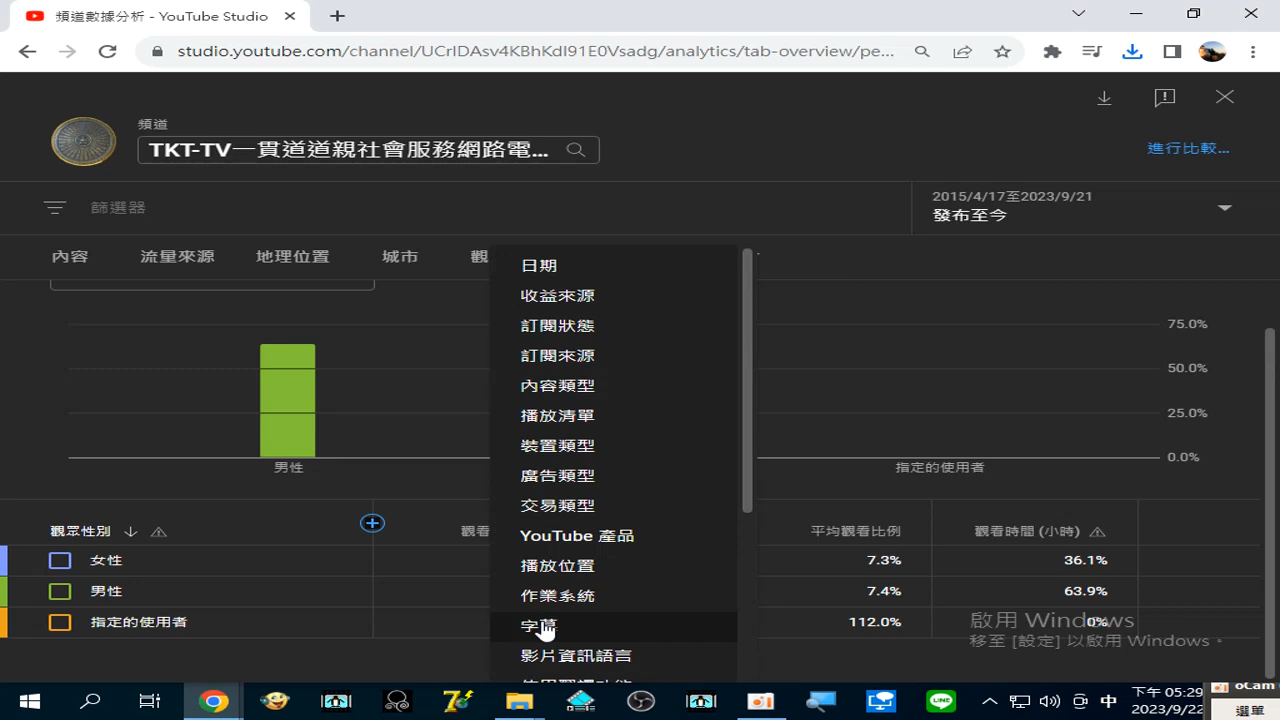 頻道數據分析 - YouTube Studio
studio.youtube.com/channel/UCrIDAsv4KBhKdI91E0Vsadg/analytics/tab-overview/pe...
頻道
TKT-TV一貫道道親社會服務網路電...
進行比較...
篩選器
2015/4/17至2023/9/21
發布至今
內容 流量來源 地理位置 城市 觀
日期
收益來源
訂閱狀態
訂閱來源
內容類型
播放清單
裝置類型
廣告類型
交易類型
YouTube 產品
播放位置
作業系統
字幕
影片資訊語言
75.0%
50.0%
25.0%
0.0%
男性
指定的使用者
觀眾性別 觀看 平均觀看比例 觀看時間 (小時)
女性 7.3% 36.1%
男性 7.4% 63.9%
指定的使用者 112.0% 0%
啟用 Windows
移至 [設定] 以啟用 Windows。
中
下午 05:29
2023/9/22
oCam
選單
LINE